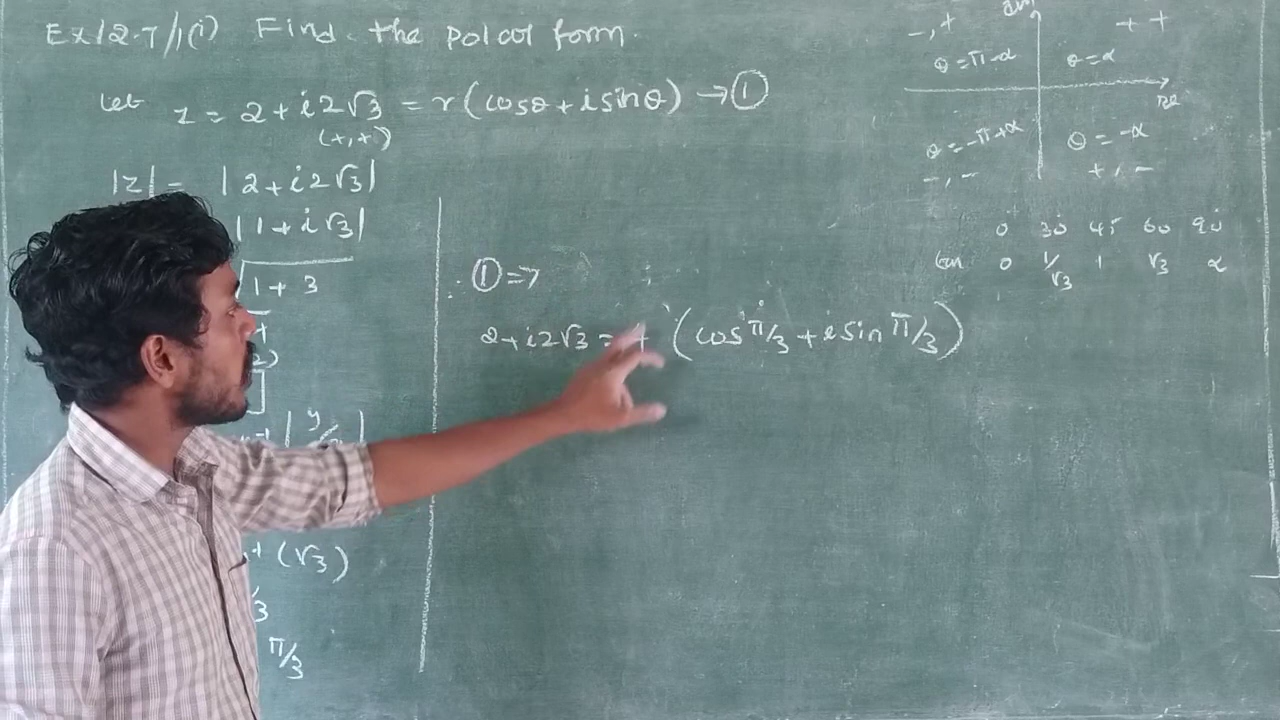 Ex 12.7/1(i) Find the polar form.
Let z = 2 + i2√3 = r(cosθ + i sinθ) → ①
(+,+)
|z| = |2 + i2√3|
|1 + i√3|
1 + 3
2)
]
| y/
+ (√3)
3
π/3
∴ ① ⇒
2 + i2√3 = 4 (cos π/3 + i sin π/3)
-, +
+ +
θ = π - α
θ = α
Re
θ = -π + α
θ = -α
-, -
+, -
0 30 45 60 90
tan 0 1/√3 1 √3 α